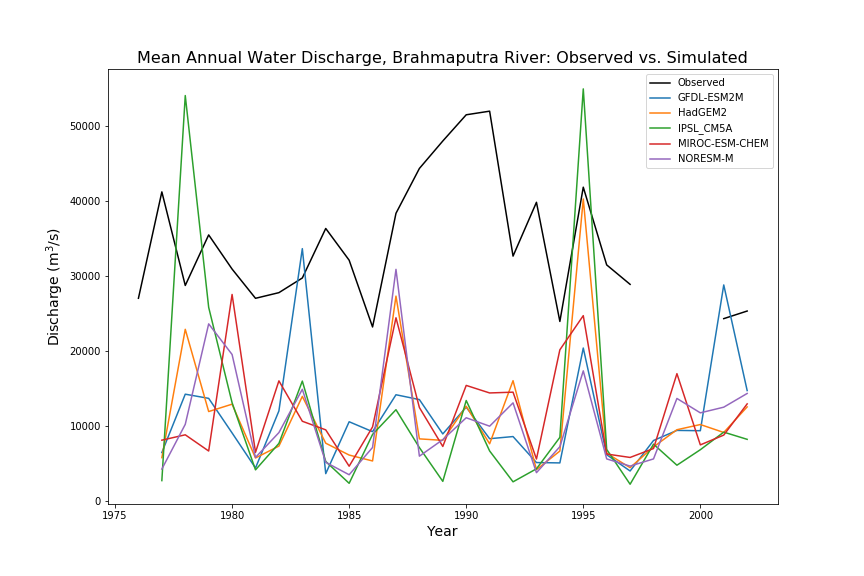 Mean Annual Water Discharge, Brahmaputra River: Observed vs. Simulated
Observed
GFDL-ESM2M
HadGEM2
IPSL_CM5A
MIROC-ESM-CHEM
NORESM-M
Discharge (m³/s)
50000
40000
30000
20000
10000
0
1975 1980 1985 1990 1995 2000
Year